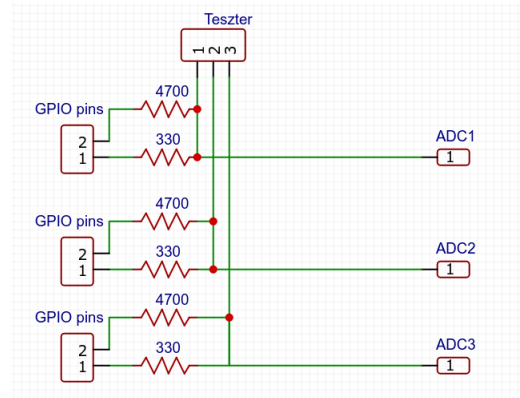 Teszter
1 2 3
4700
GPIO pins
2
330
1
ADC1
1
4700
GPIO pins
2
330
1
ADC2
1
4700
GPIO pins
2
330
1
ADC3
1